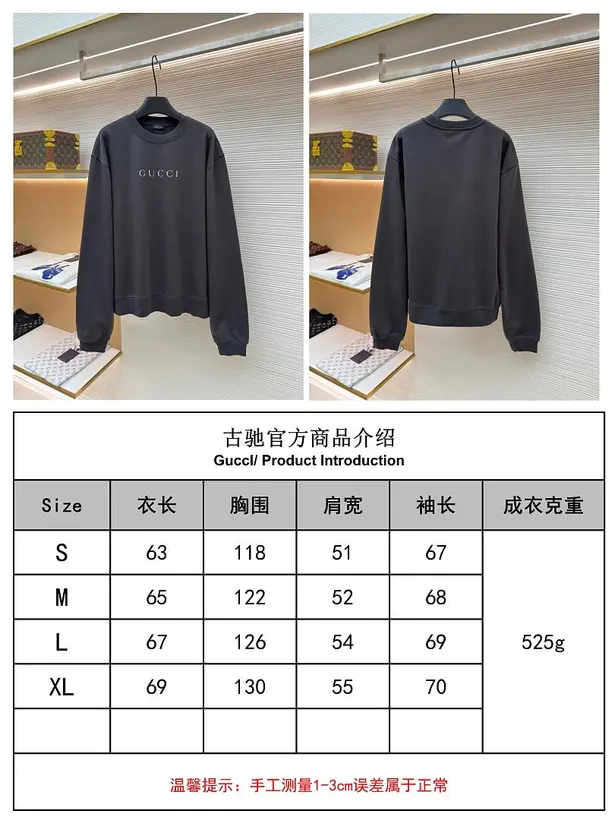 GUCCI
古驰官方商品介绍
GuccI/ Product Introduction
Size 衣长 胸围 肩宽 袖长 成衣克重
S 63 118 51 67
M 65 122 52 68
L 67 126 54 69
XL 69 130 55 70
525g
温馨提示：手工测量1-3cm误差属于正常